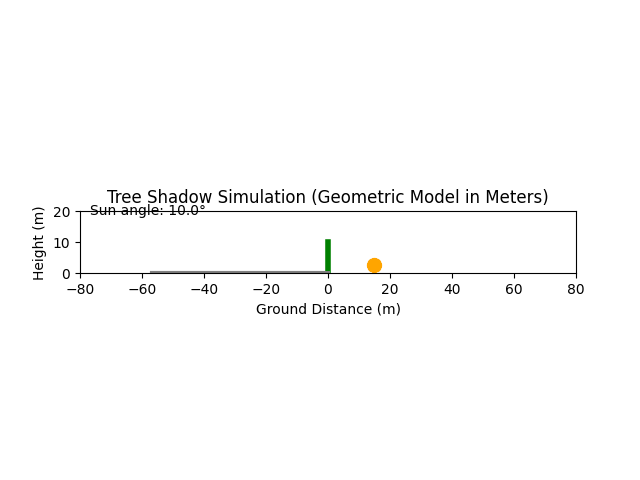 Tree Shadow Simulation (Geometric Model in Meters)
Sun angle: 10.0°
Height (m)
20
10
0
−80 −60 −40 −20 0 20 40 60 80
Ground Distance (m)